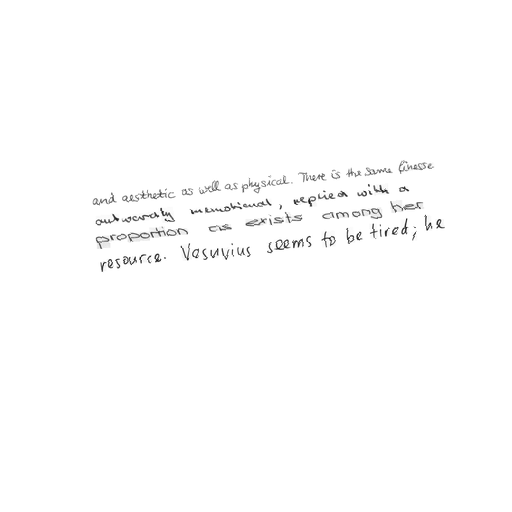 and aesthetic as well as physical. There is the same finesse
outwardly unemotional, replied with a
proportion as exists among her
resource. Vesuvius seems to be tired; he